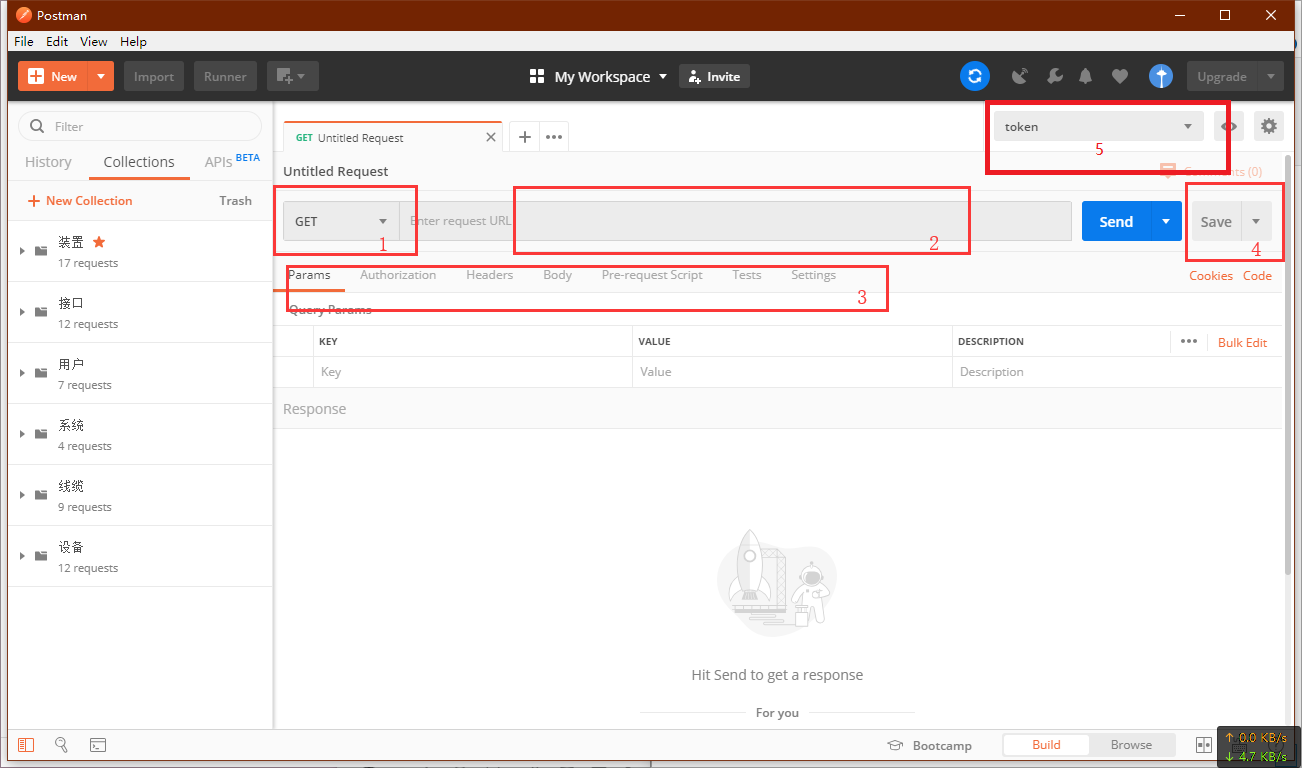 Postman
File Edit View Help
New Import Runner My Workspace Invite Upgrade
Filter
History Collections APIs BETA
New Collection Trash
装置
17 requests
接口
12 requests
用户
7 requests
系统
4 requests
线缆
9 requests
设备
12 requests
GET Untitled Request
token
5
Untitled Request
Comments (0)
GET
1
Enter request URL
2
Send
Save
4
Params Authorization Headers Body Pre-request Script Tests Settings
3
Cookies Code
Query Params
KEY VALUE DESCRIPTION Bulk Edit
Key Value Description
Response
Hit Send to get a response
For you
Bootcamp Build Browse
↑ 0.0 KB/s
↓ 4.7 KB/s